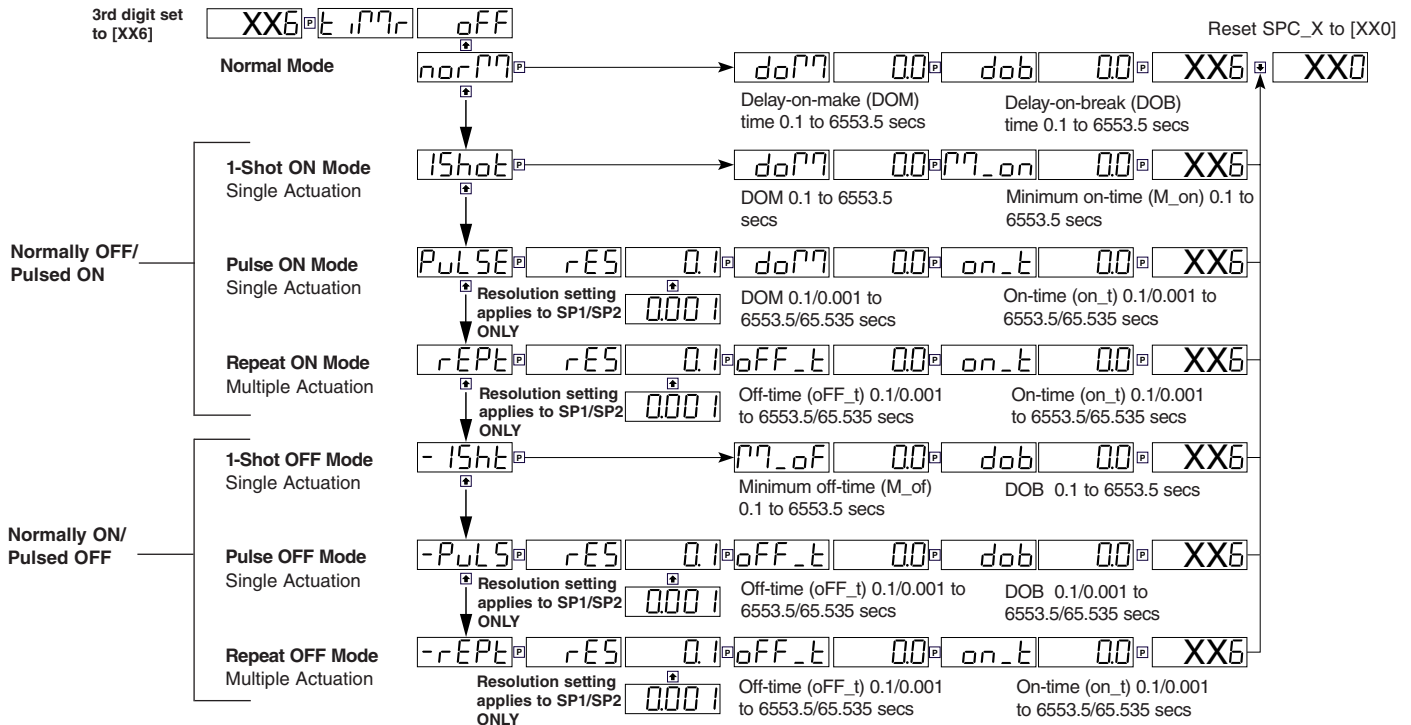 3rd digit set
to [XX6]
XX6 P tiMr oFF
Reset SPC_X to [XX0]
Normal Mode
norM P doM 0.0 P dob 0.0 P XX6 XX0
Delay-on-make (DOM)
time 0.1 to 6553.5 secs
Delay-on-break (DOB)
time 0.1 to 6553.5 secs
1-Shot ON Mode
Single Actuation
1Shot P doM 0.0 P M_on 0.0 P XX6
DOM 0.1 to 6553.5
secs
Minimum on-time (M_on) 0.1 to
6553.5 secs
Normally OFF/
Pulsed ON
Pulse ON Mode
Single Actuation
PuLSE P rES 0.1 P doM 0.0 P on_t 0.0 P XX6
Resolution setting
applies to SP1/SP2
ONLY
0.001
DOM 0.1/0.001 to
6553.5/65.535 secs
On-time (on_t) 0.1/0.001 to
6553.5/65.535 secs
Repeat ON Mode
Multiple Actuation
rEPt P rES 0.1 P oFF_t 0.0 P on_t 0.0 P XX6
Resolution setting
applies to SP1/SP2
ONLY
0.001
Off-time (oFF_t) 0.1/0.001
to 6553.5/65.535 secs
On-time (on_t) 0.1/0.001
to 6553.5/65.535 secs
1-Shot OFF Mode
Single Actuation
-1Sht P M_oF 0.0 P dob 0.0 P XX6
Minimum off-time (M_of)
0.1 to 6553.5 secs
DOB 0.1 to 6553.5 secs
Normally ON/
Pulsed OFF
Pulse OFF Mode
Single Actuation
-PuLS P rES 0.1 P oFF_t 0.0 P dob 0.0 P XX6
Resolution setting
applies to SP1/SP2
ONLY
0.001
Off-time (oFF_t) 0.1/0.001 to
6553.5/65.535 secs
DOB 0.1/0.001 to
6553.5/65.535 secs
Repeat OFF Mode
Multiple Actuation
-rEPt P rES 0.1 P oFF_t 0.0 P on_t 0.0 P XX6
Resolution setting
applies to SP1/SP2
ONLY
0.001
Off-time (oFF_t) 0.1/0.001
to 6553.5/65.535 secs
On-time (on_t) 0.1/0.001
to 6553.5/65.535 secs